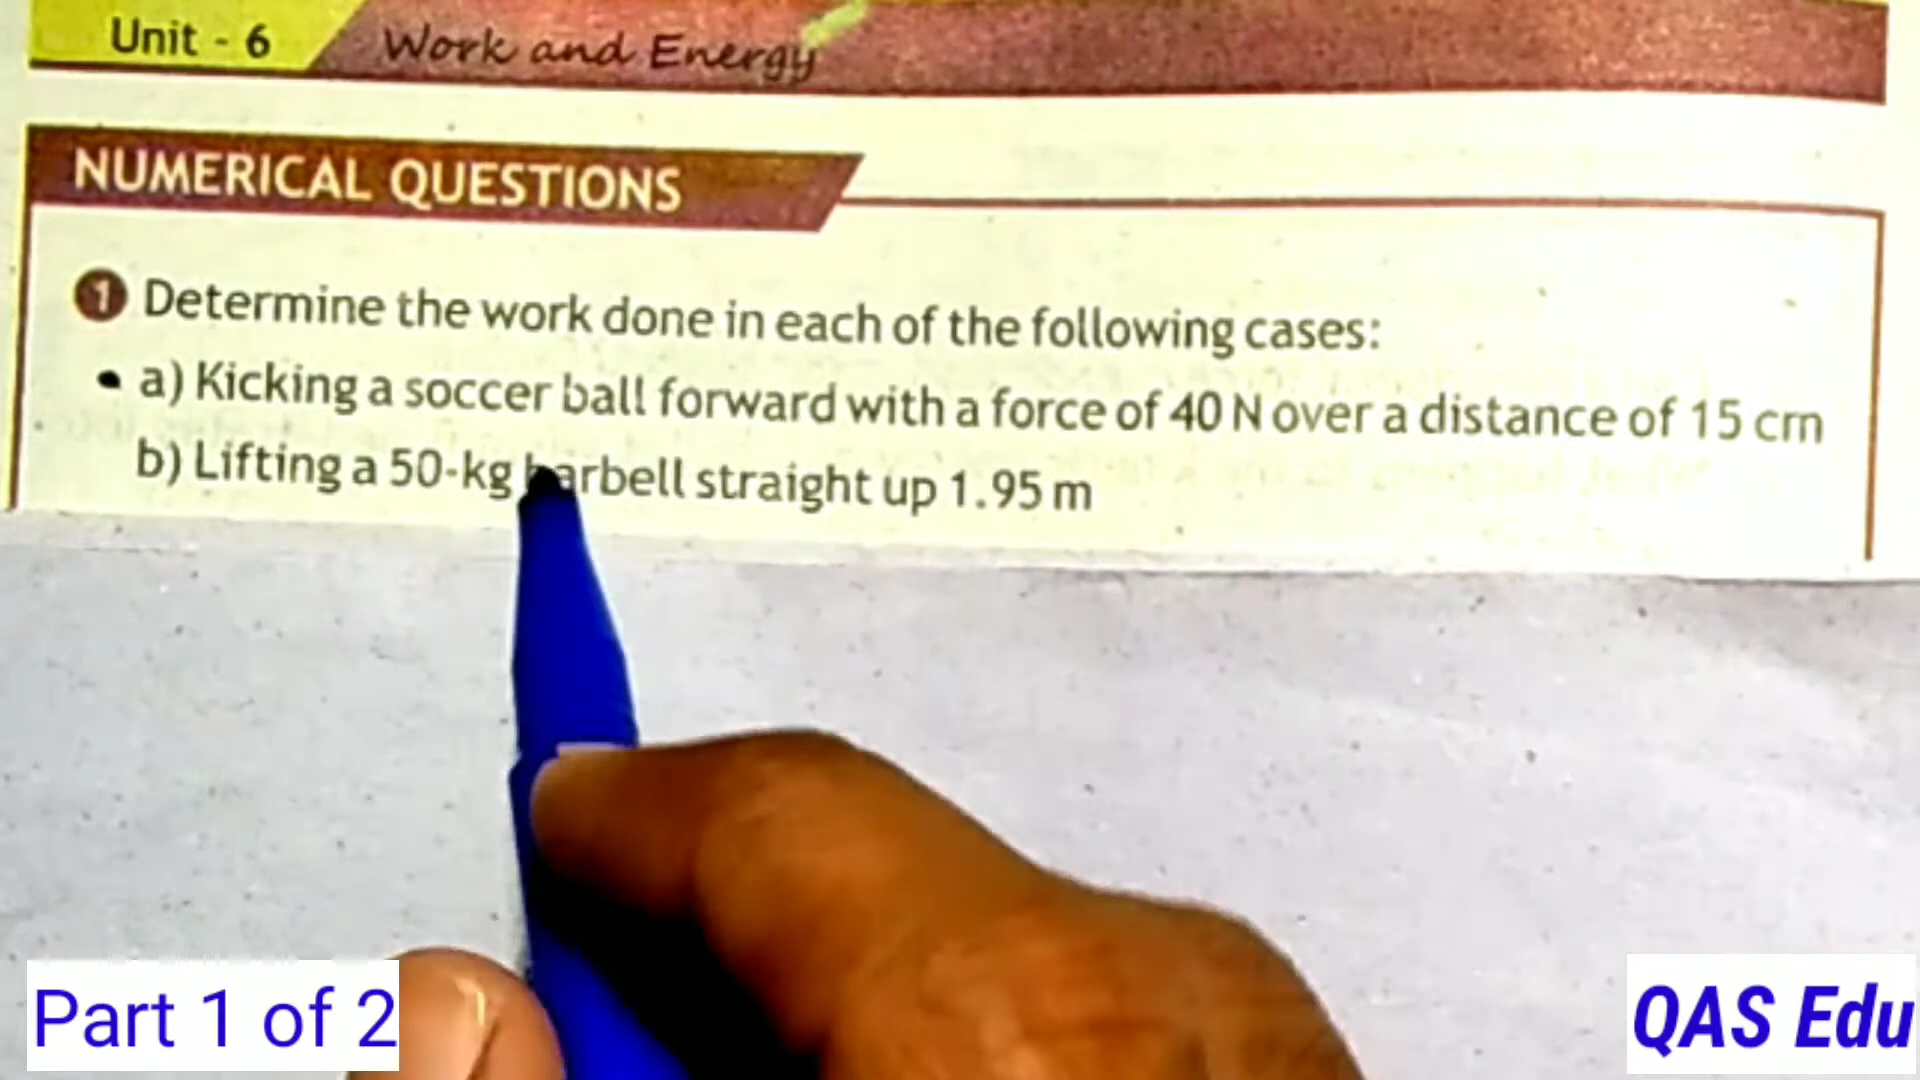 Unit - 6 Work and Energy
NUMERICAL QUESTIONS
1 Determine the work done in each of the following cases:
a) Kicking a soccer ball forward with a force of 40 N over a distance of 15 cm
b) Lifting a 50-kg barbell straight up 1.95 m
Part 1 of 2
QAS Edu